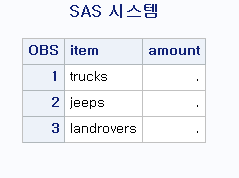 SAS 시스템
OBS item amount
1 trucks .
2 jeeps .
3 landrovers .